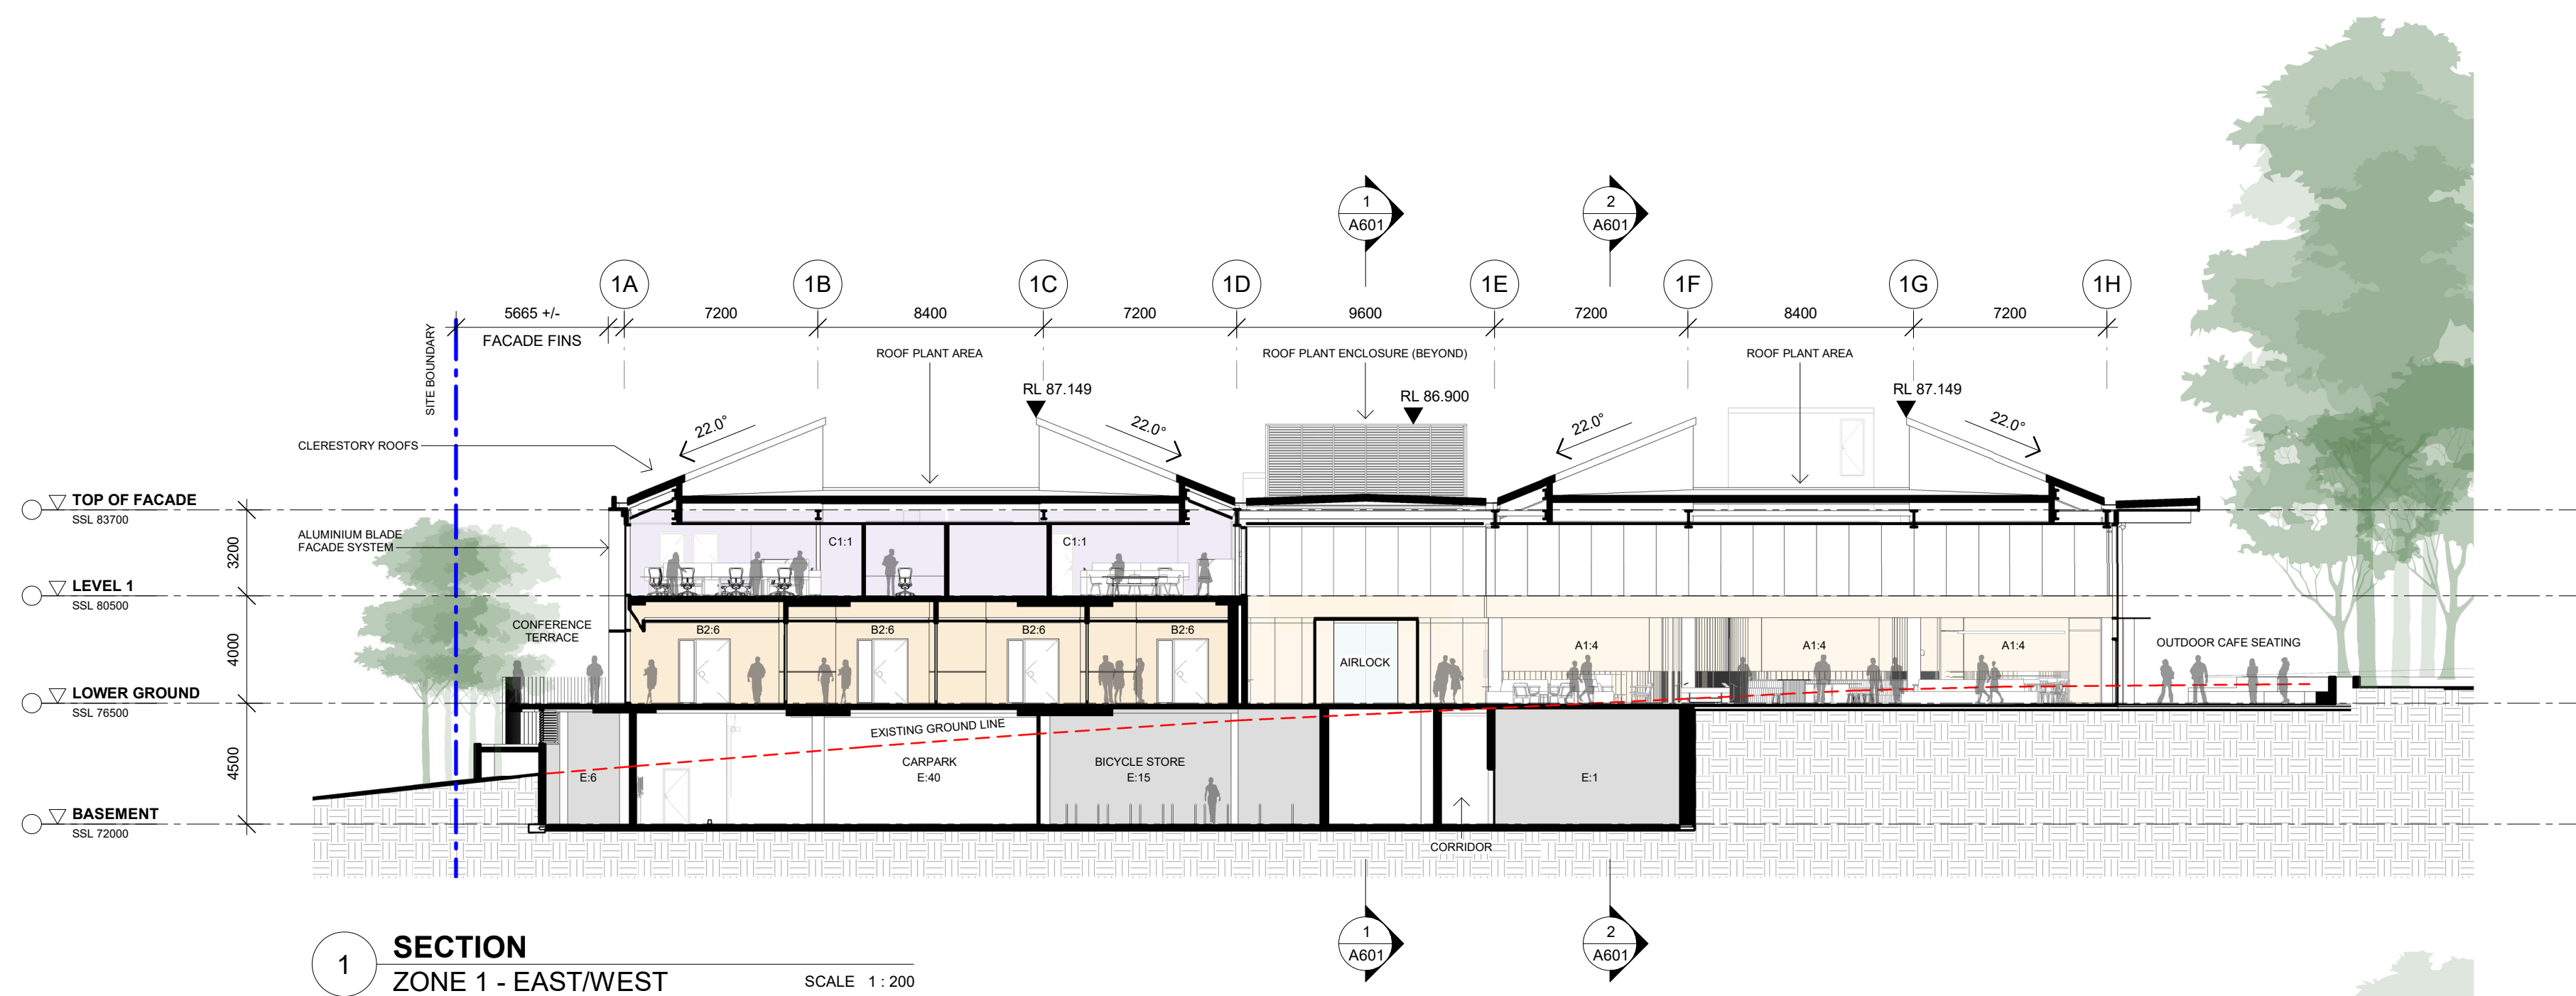 1
A601
2
A601
1A
1B
1C
1D
1E
1F
1G
1H
5665 +/-
7200
8400
7200
9600
7200
8400
7200
FACADE FINS
SITE BOUNDARY
ROOF PLANT AREA
ROOF PLANT ENCLOSURE (BEYOND)
ROOF PLANT AREA
RL 87.149
RL 86.900
RL 87.149
22.0°
22.0°
22.0°
22.0°
CLERESTORY ROOFS
TOP OF FACADE
SSL 83700
ALUMINIUM BLADE
FACADE SYSTEM
3200
C1:1
C1:1
LEVEL 1
SSL 80500
CONFERENCE
TERRACE
4000
B2:6
B2:6
B2:6
B2:6
AIRLOCK
A1:4
A1:4
A1:4
OUTDOOR CAFE SEATING
LOWER GROUND
SSL 76500
EXISTING GROUND LINE
4500
E:6
CARPARK
E:40
BICYCLE STORE
E:15
E:1
BASEMENT
SSL 72000
CORRIDOR
1
A601
2
A601
1
SECTION
ZONE 1 - EAST/WEST
SCALE 1 : 200